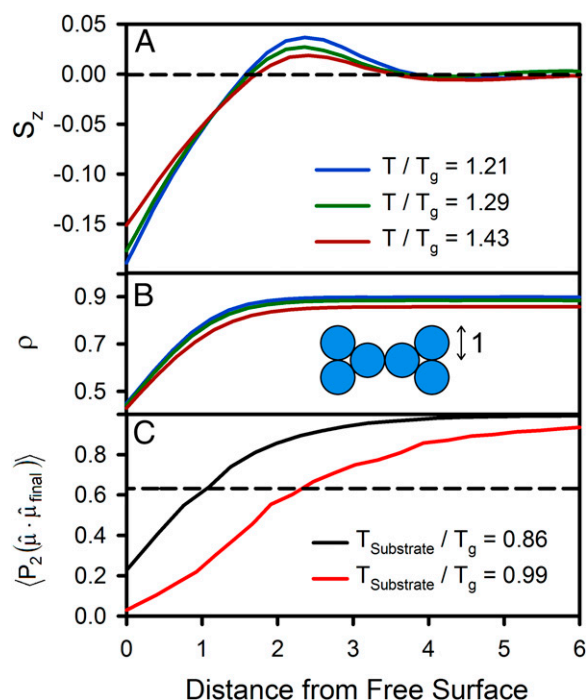 A
0.05
0.00
-0.05
-0.10
-0.15
S_z
T / T_g = 1.21
T / T_g = 1.29
T / T_g = 1.43
B
0.9
0.7
0.5
ρ
1
C
0.8
0.6
0.4
0.2
0.0
⟨P_2 (μ̂ · μ̂_final)⟩
T_Substrate / T_g = 0.86
T_Substrate / T_g = 0.99
0 1 2 3 4 5 6
Distance from Free Surface